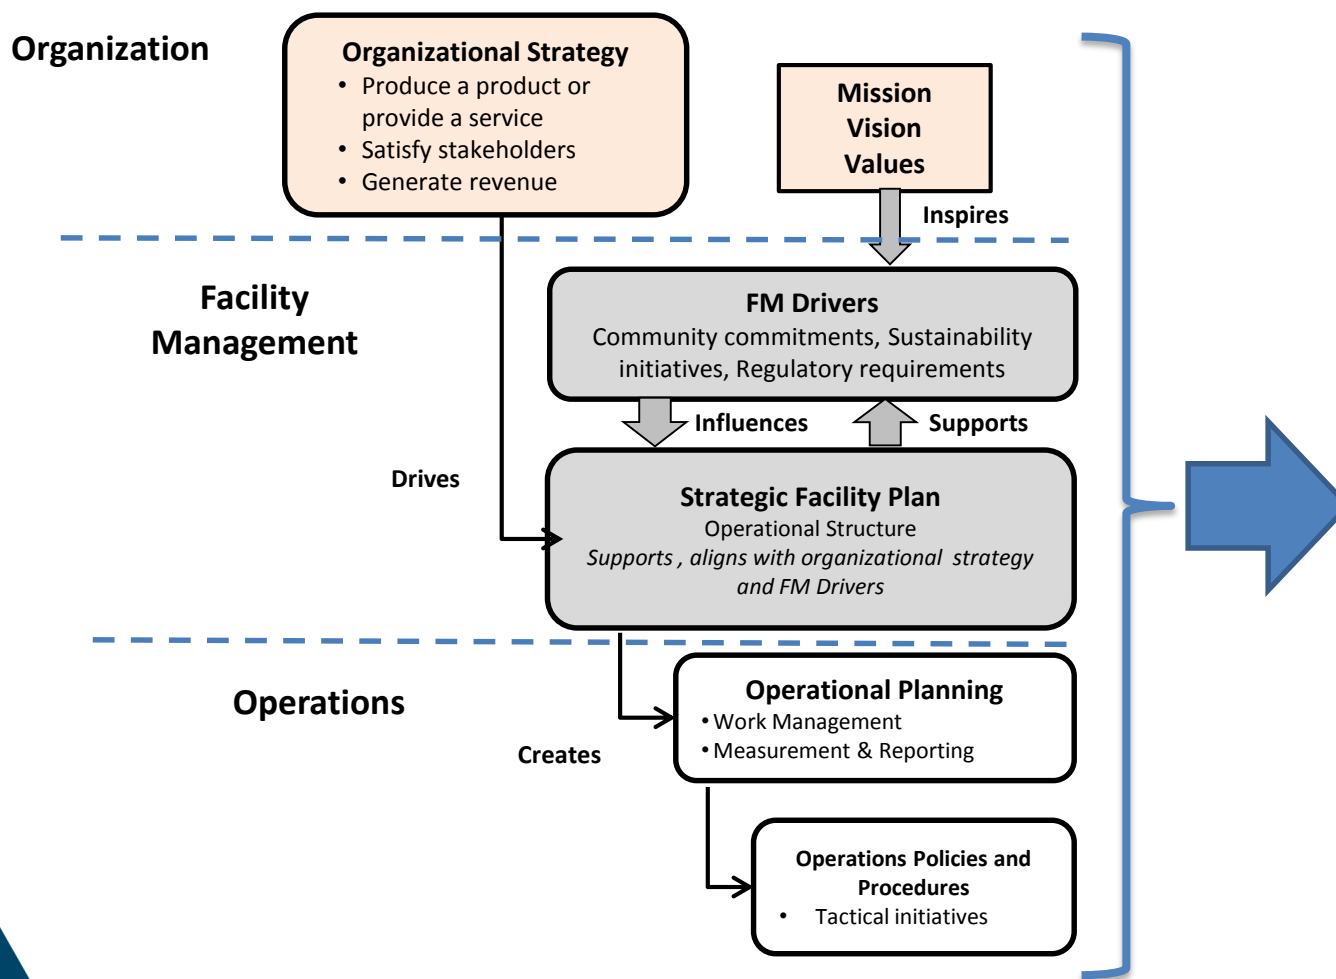 Organization
Organizational Strategy
• Produce a product or
provide a service
• Satisfy stakeholders
• Generate revenue
Mission
Vision
Values
Inspires
Facility
Management
FM Drivers
Community commitments, Sustainability
initiatives, Regulatory requirements
Influences
Supports
Drives
Strategic Facility Plan
Operational Structure
Supports , aligns with organizational strategy
and FM Drivers
Operations
Operational Planning
• Work Management
• Measurement & Reporting
Creates
Operations Policies and
Procedures
• Tactical initiatives